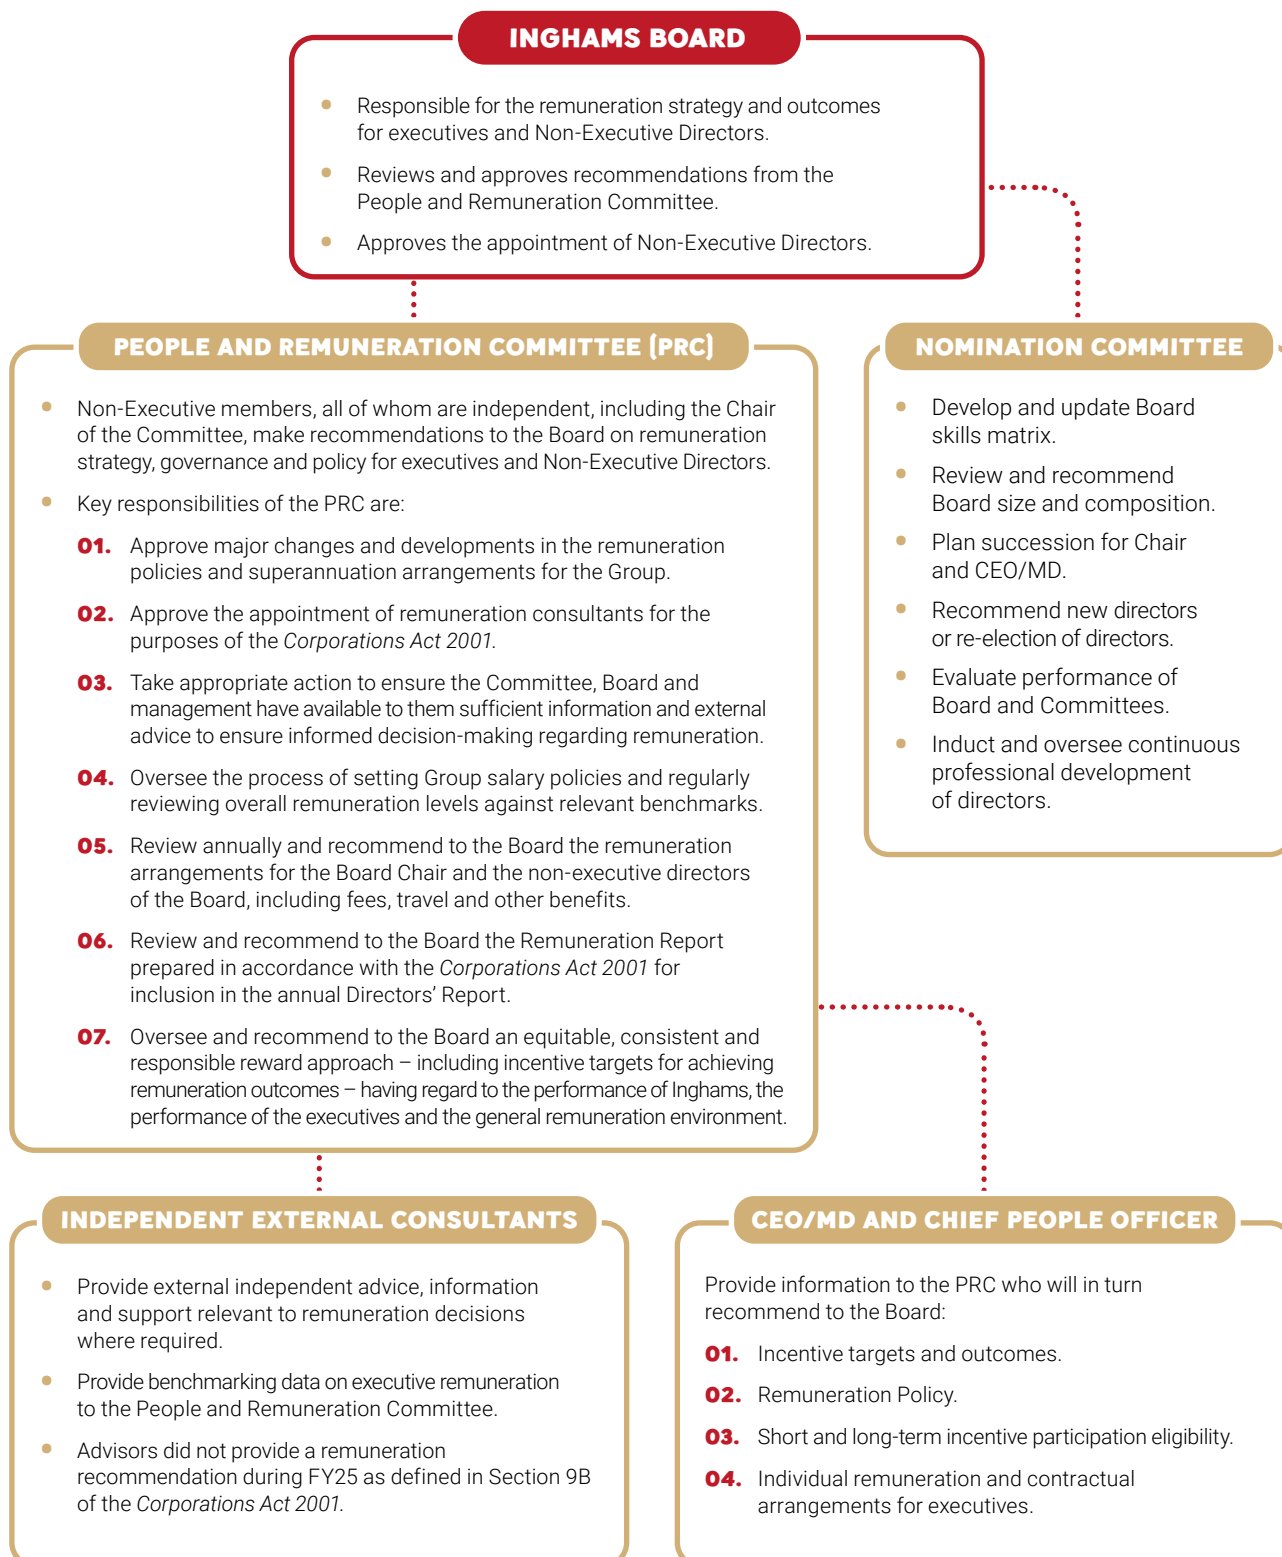 INGHAMS BOARD
• Responsible for the remuneration strategy and outcomes
for executives and Non-Executive Directors.
• Reviews and approves recommendations from the
People and Remuneration Committee.
• Approves the appointment of Non-Executive Directors.
PEOPLE AND REMUNERATION COMMITTEE (PRC)
• Non-Executive members, all of whom are independent, including the Chair
of the Committee, make recommendations to the Board on remuneration
strategy, governance and policy for executives and Non-Executive Directors.
• Key responsibilities of the PRC are:
01. Approve major changes and developments in the remuneration
policies and superannuation arrangements for the Group.
02. Approve the appointment of remuneration consultants for the
purposes of the Corporations Act 2001.
03. Take appropriate action to ensure the Committee, Board and
management have available to them sufficient information and external
advice to ensure informed decision-making regarding remuneration.
04. Oversee the process of setting Group salary policies and regularly
reviewing overall remuneration levels against relevant benchmarks.
05. Review annually and recommend to the Board the remuneration
arrangements for the Board Chair and the non-executive directors
of the Board, including fees, travel and other benefits.
06. Review and recommend to the Board the Remuneration Report
prepared in accordance with the Corporations Act 2001 for
inclusion in the annual Directors' Report.
07. Oversee and recommend to the Board an equitable, consistent and
responsible reward approach – including incentive targets for achieving
remuneration outcomes – having regard to the performance of Inghams, the
performance of the executives and the general remuneration environment.
NOMINATION COMMITTEE
• Develop and update Board
skills matrix.
• Review and recommend
Board size and composition.
• Plan succession for Chair
and CEO/MD.
• Recommend new directors
or re-election of directors.
• Evaluate performance of
Board and Committees.
• Induct and oversee continuous
professional development
of directors.
INDEPENDENT EXTERNAL CONSULTANTS
• Provide external independent advice, information
and support relevant to remuneration decisions
where required.
• Provide benchmarking data on executive remuneration
to the People and Remuneration Committee.
• Advisors did not provide a remuneration
recommendation during FY25 as defined in Section 9B
of the Corporations Act 2001.
CEO/MD AND CHIEF PEOPLE OFFICER
Provide information to the PRC who will in turn
recommend to the Board:
01. Incentive targets and outcomes.
02. Remuneration Policy.
03. Short and long-term incentive participation eligibility.
04. Individual remuneration and contractual
arrangements for executives.